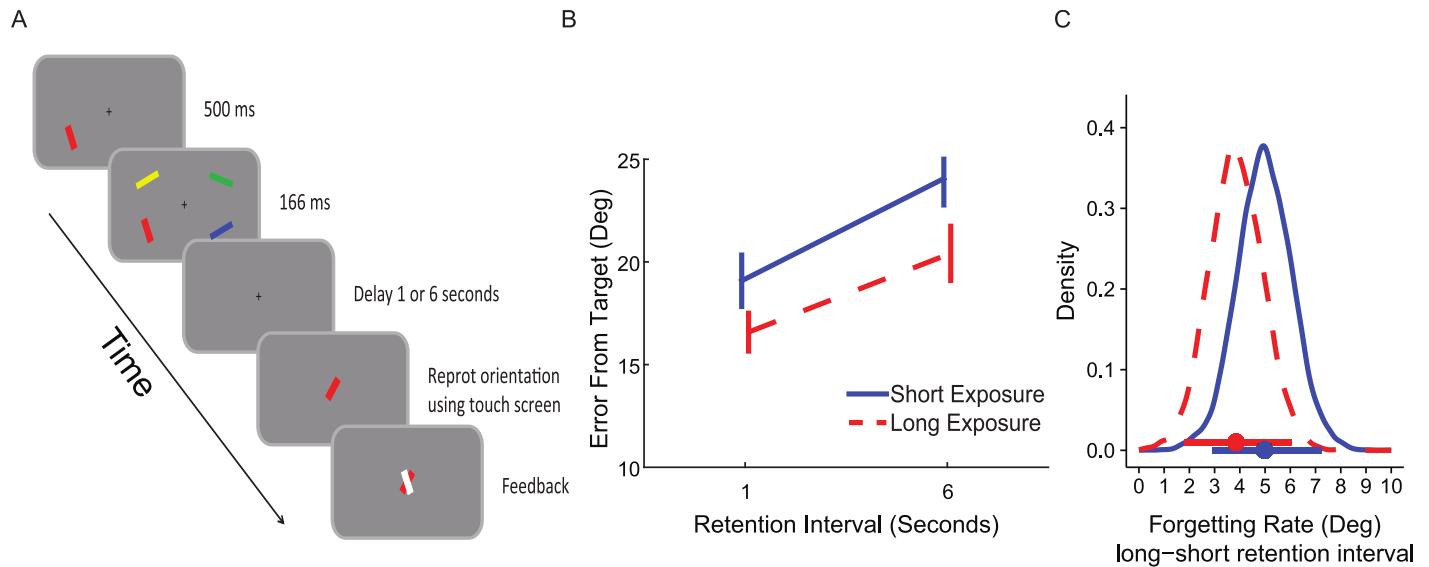 A
500 ms
166 ms
Delay 1 or 6 seconds
Reprot orientation
using touch screen
Feedback
Time
B
Error From Target (Deg)
25
20
15
10
1
6
Short Exposure
Long Exposure
Retention Interval (Seconds)
C
Density
0.4
0.3
0.2
0.1
0.0
0 1 2 3 4 5 6 7 8 9 10
Forgetting Rate (Deg)
long−short retention interval